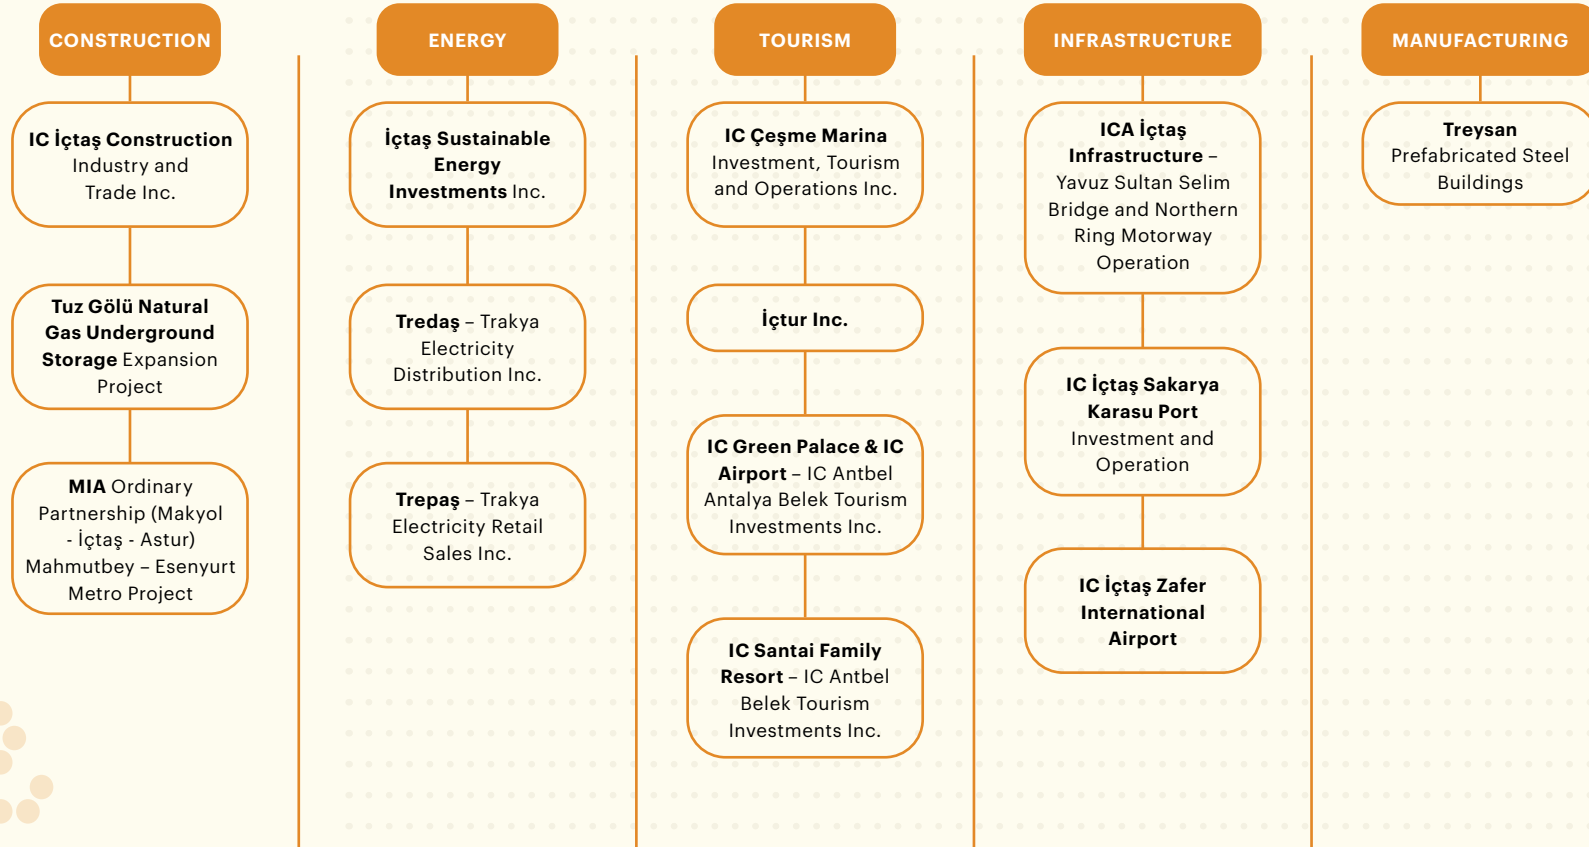 CONSTRUCTION
IC İçtaş Construction
Industry and
Trade Inc.
Tuz Gölü Natural
Gas Underground
Storage Expansion
Project
MIA Ordinary
Partnership (Makyol
- İçtaş - Astur)
Mahmutbey – Esenyurt
Metro Project
ENERGY
İçtaş Sustainable
Energy
Investments Inc.
Tredaş – Trakya
Electricity
Distribution Inc.
Trepaş – Trakya
Electricity Retail
Sales Inc.
TOURISM
IC Çeşme Marina
Investment, Tourism
and Operations Inc.
İçtur Inc.
IC Green Palace & IC
Airport – IC Antbel
Antalya Belek Tourism
Investments Inc.
IC Santai Family
Resort – IC Antbel
Belek Tourism
Investments Inc.
INFRASTRUCTURE
ICA İçtaş
Infrastructure –
Yavuz Sultan Selim
Bridge and Northern
Ring Motorway
Operation
IC İçtaş Sakarya
Karasu Port
Investment and
Operation
IC İçtaş Zafer
International
Airport
MANUFACTURING
Treysan
Prefabricated Steel
Buildings